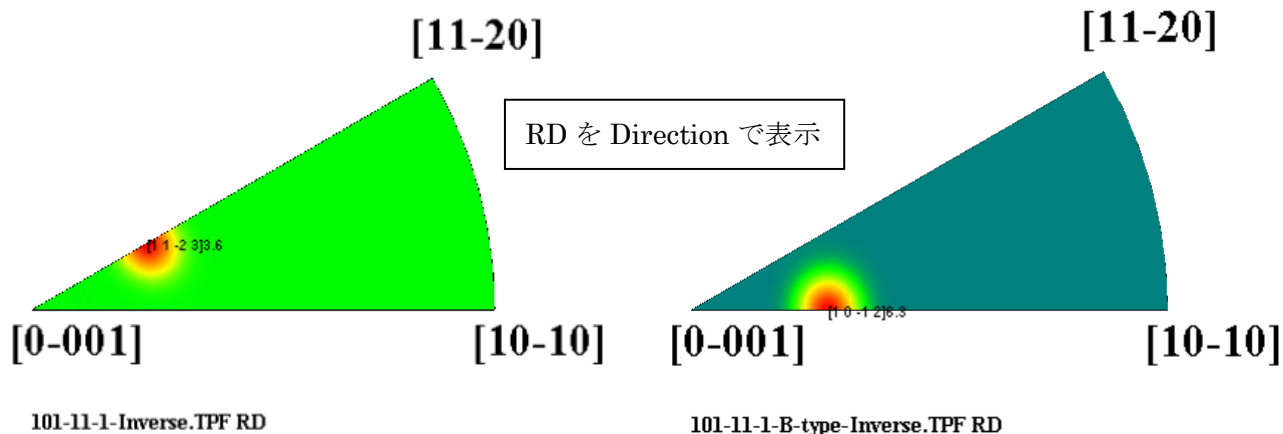 [11-20]
[11-20]
RD を Direction で表示
[1 1 -2 3]3.6
[1 0 -1 2]6.3
[0-001]
[10-10]
[0-001]
[10-10]
101-11-1-Inverse.TPF RD
101-11-1-B-type-Inverse.TPF RD